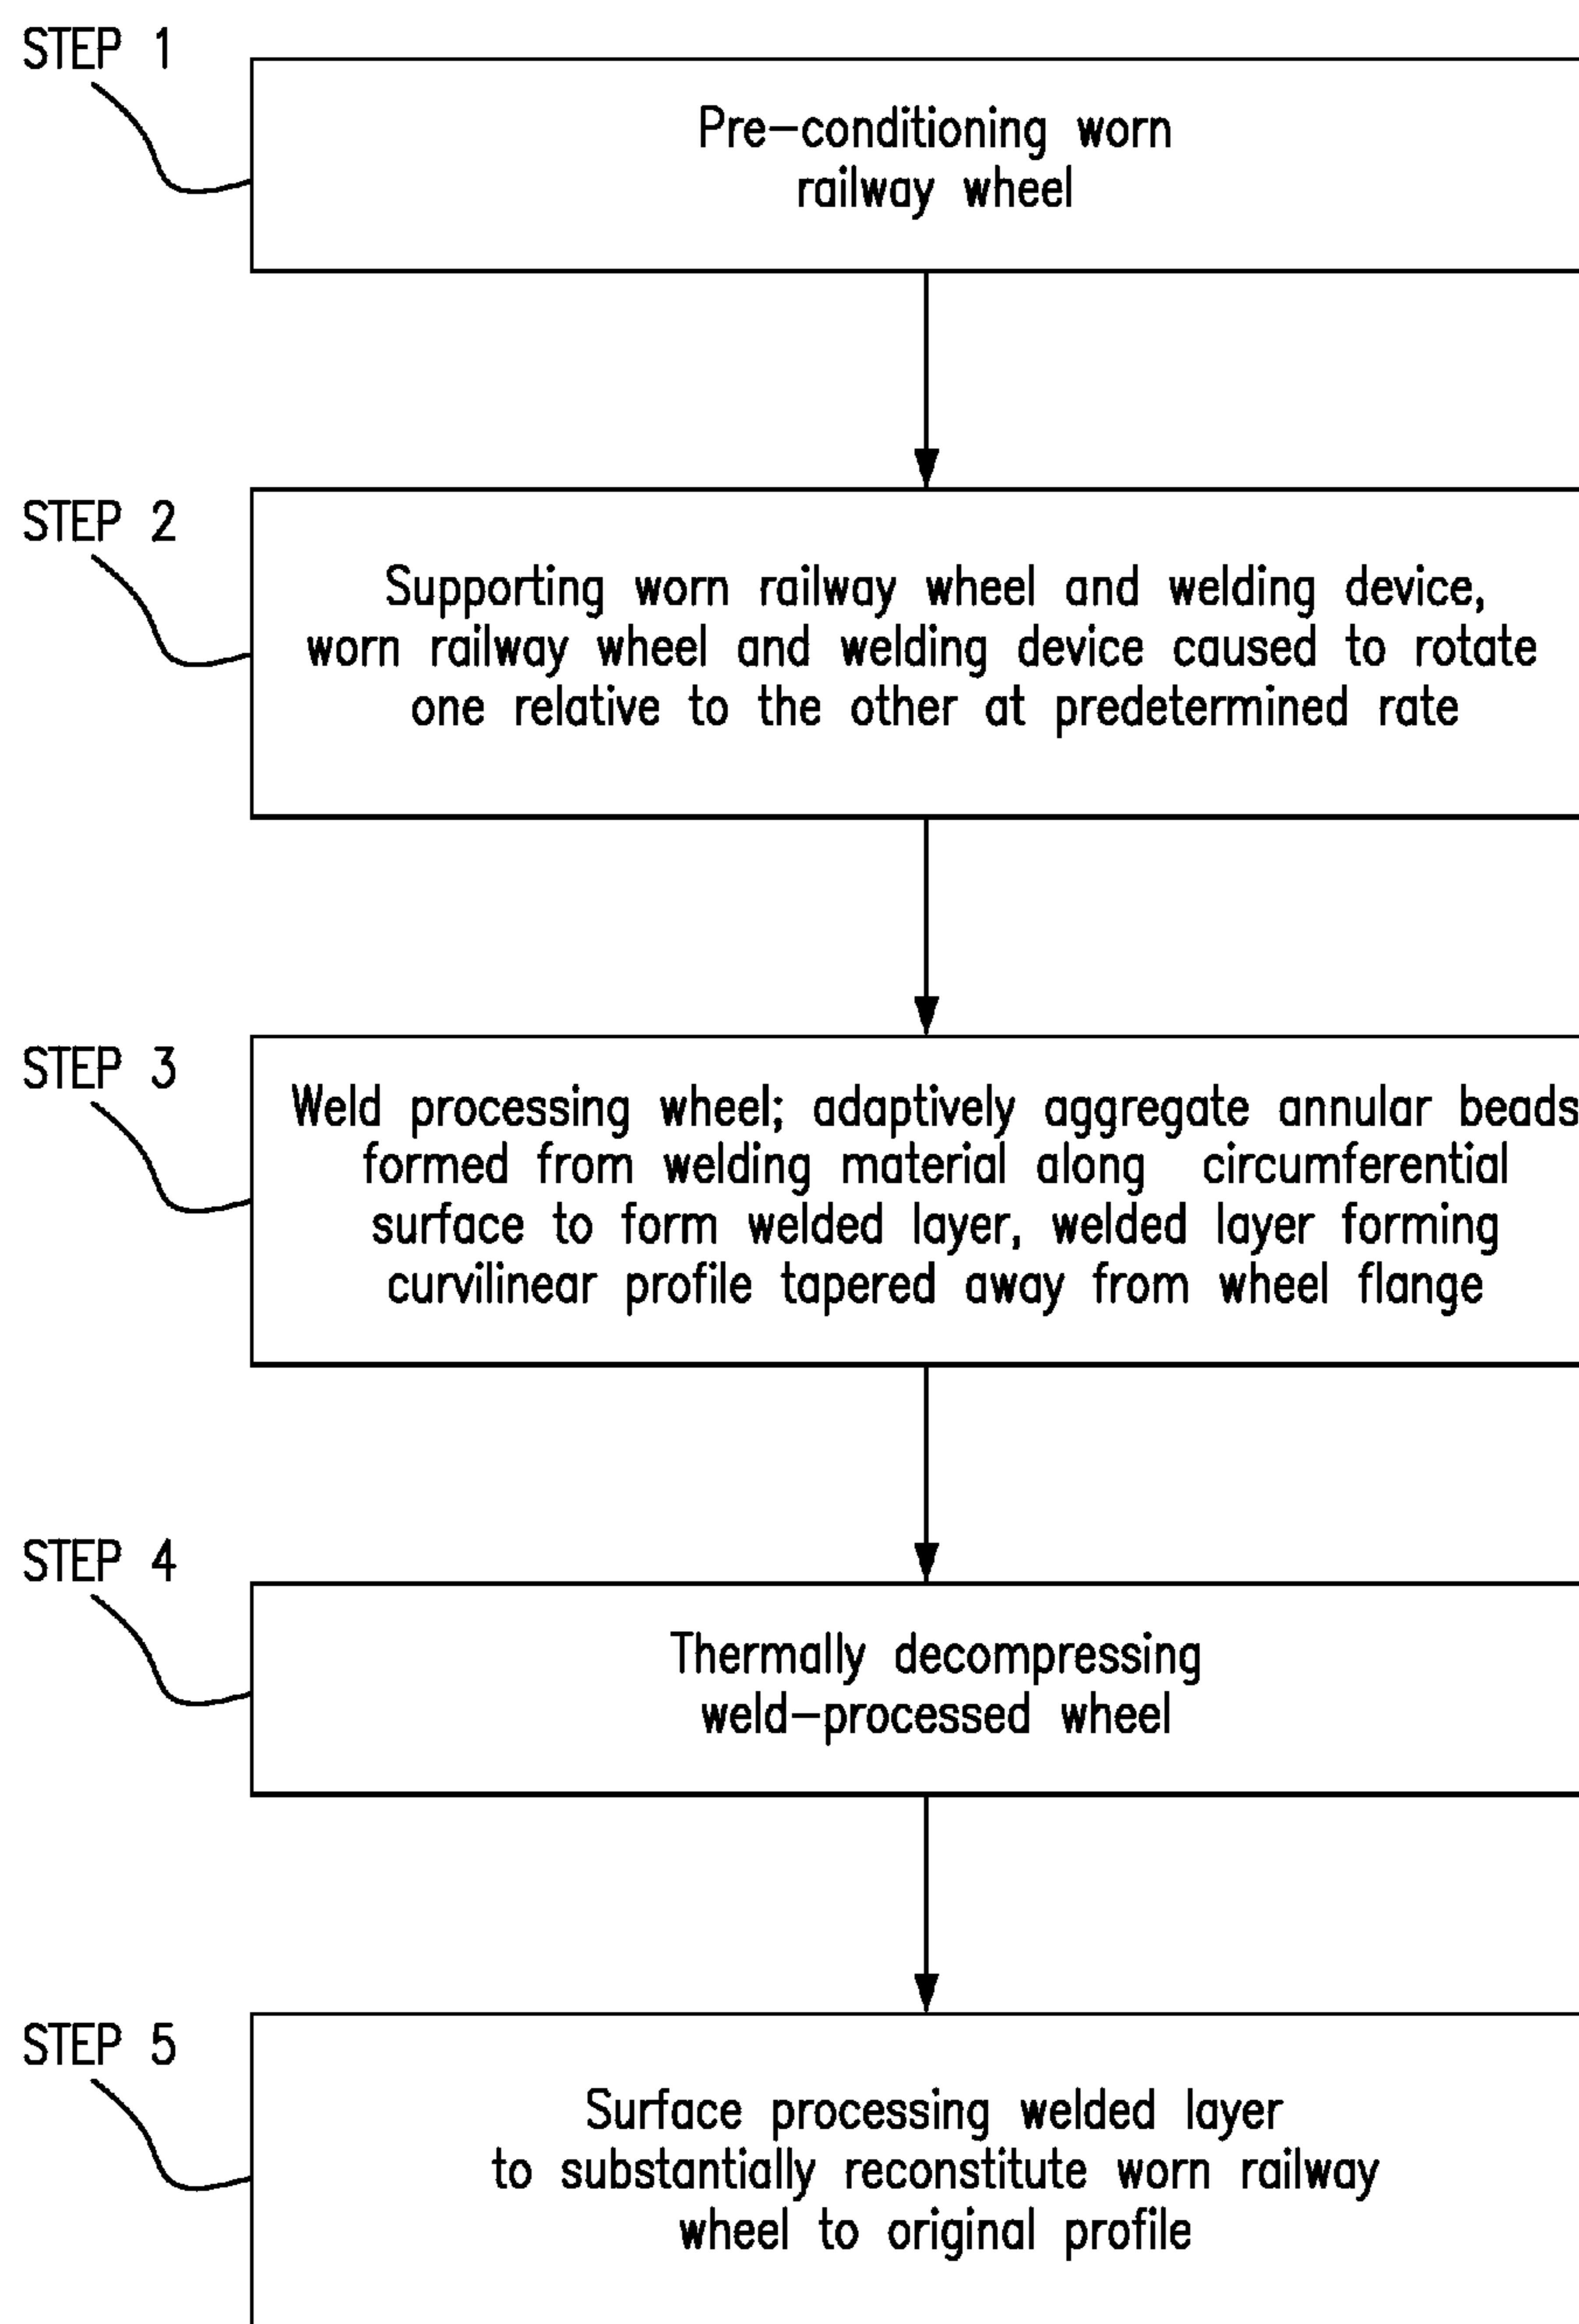 STEP 1
Pre-conditioning worn
railway wheel
STEP 2
Supporting worn railway wheel and welding device,
worn railway wheel and welding device caused to rotate
one relative to the other at predetermined rate
STEP 3
Weld processing wheel; adaptively aggregate annular beads
formed from welding material along circumferential
surface to form welded layer, welded layer forming
curvilinear profile tapered away from wheel flange
STEP 4
Thermally decompressing
weld-processed wheel
STEP 5
Surface processing welded layer
to substantially reconstitute worn railway
wheel to original profile